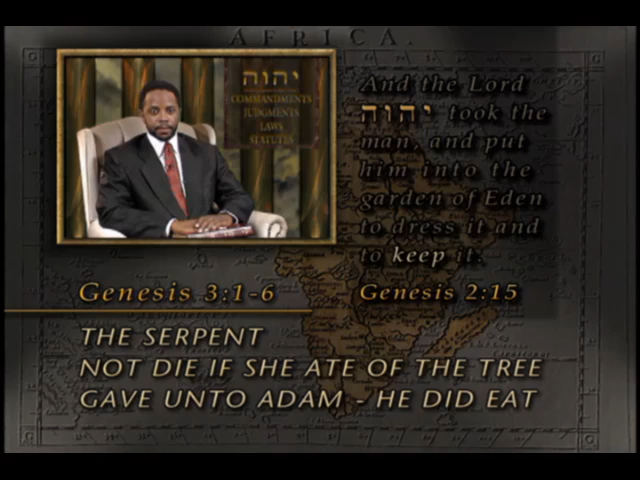 AFRICA.
יהוה
COMMANDMENTS
JUDGMENTS
LAWS
STATUTES
And the Lord
יהוה took the
man, and put
him into the
garden of Eden
to dress it and
to keep it.
Genesis 3:1-6
Genesis 2:15
THE SERPENT
NOT DIE IF SHE ATE OF THE TREE
GAVE UNTO ADAM - HE DID EAT